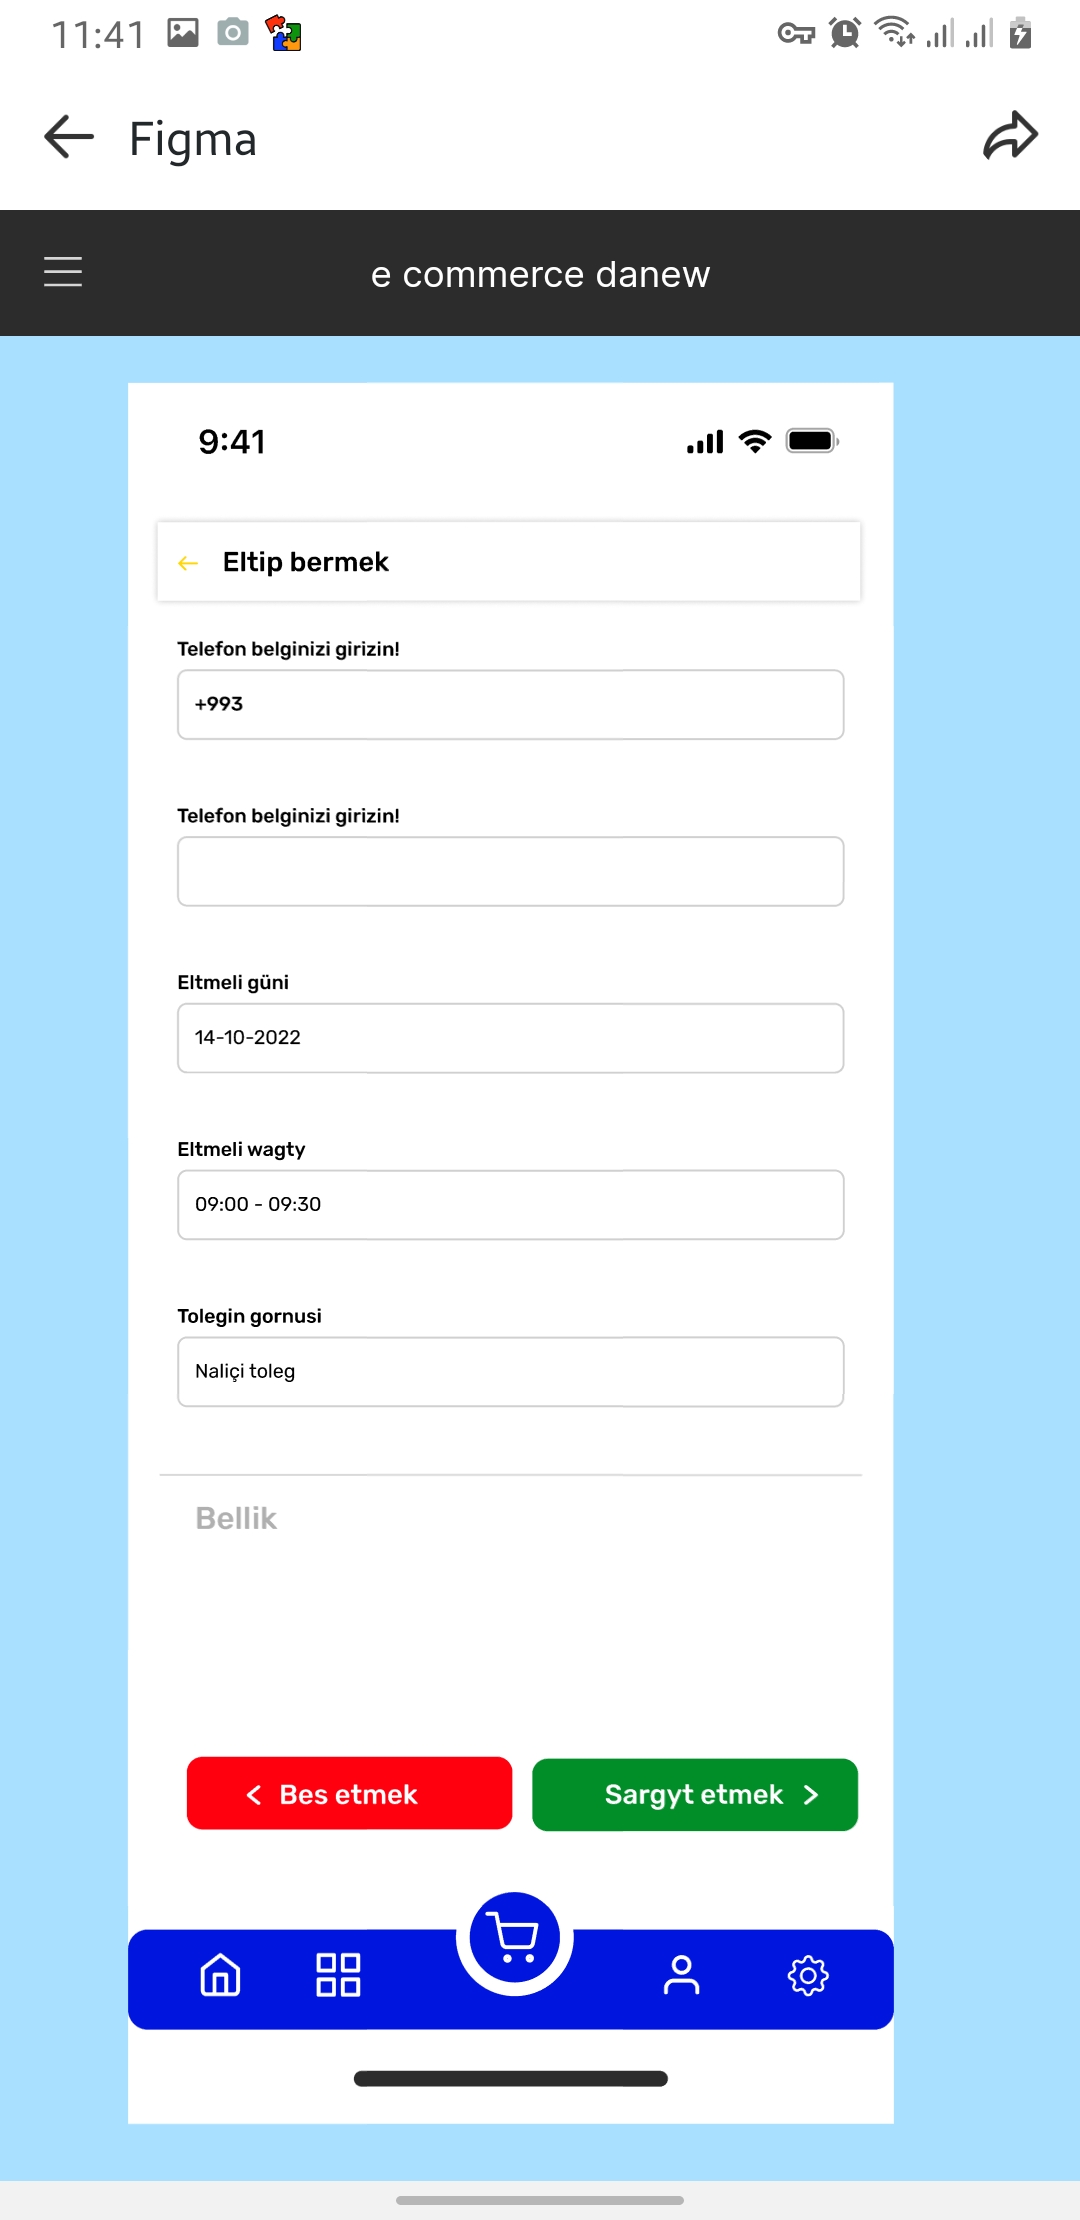 11:41
Figma
e commerce danew
9:41
Eltip bermek
Telefon belginizi girizin!
+993
Telefon belginizi girizin!
Eltmeli güni
14-10-2022
Eltmeli wagty
09:00 - 09:30
Tolegin gornusi
Naliçi toleg
Bellik
Bes etmek
Sargyt etmek